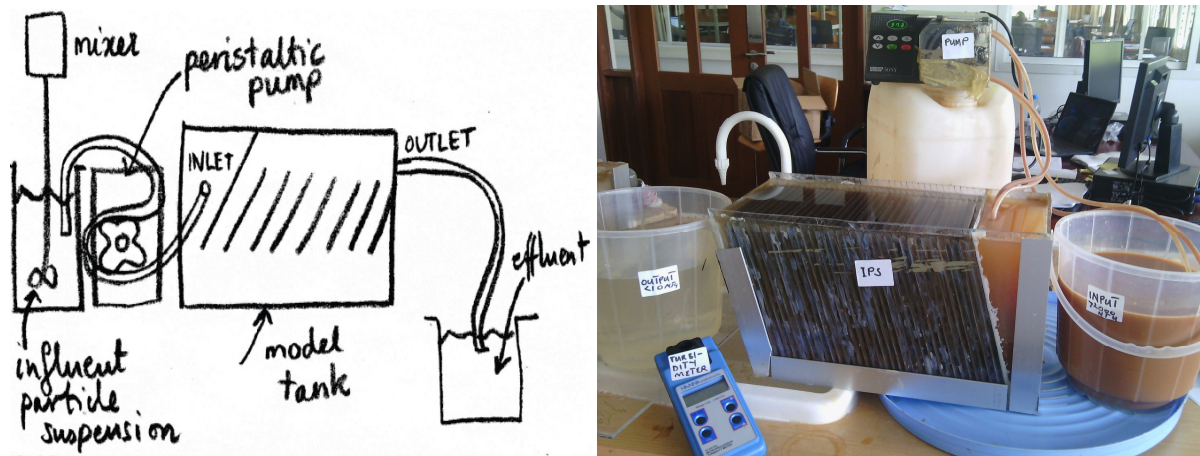 mixer
peristaltic
pump
INLET
OUTLET
effluent
model
tank
influent
particle
suspension
PUMP
IPS
OUTPUT
INPUT
TURBI-
DITY
METER